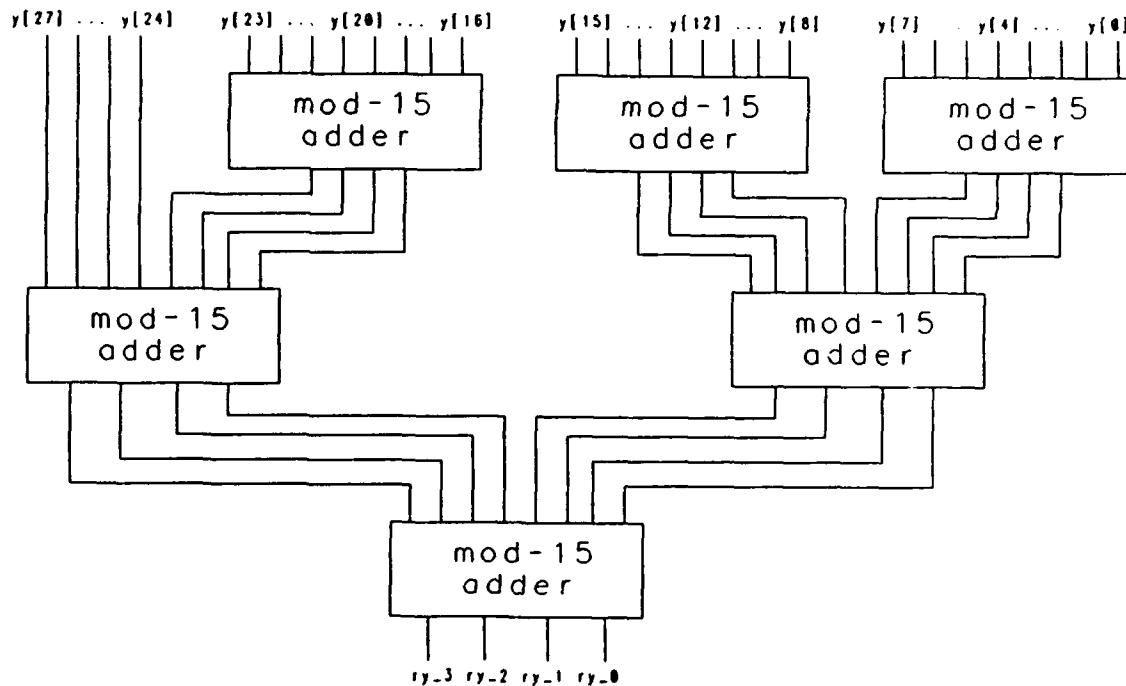 y[27] ... y[24] y[23] ... y[20] ... y[16] y[15] ... y[12] ... y[8] y[7] . y[4] ... y[0]
mod-15
adder
mod-15
adder
mod-15
adder
mod-15
adder
mod-15
adder
mod-15
adder
ry_3 ry_2 ry_1 ry_0